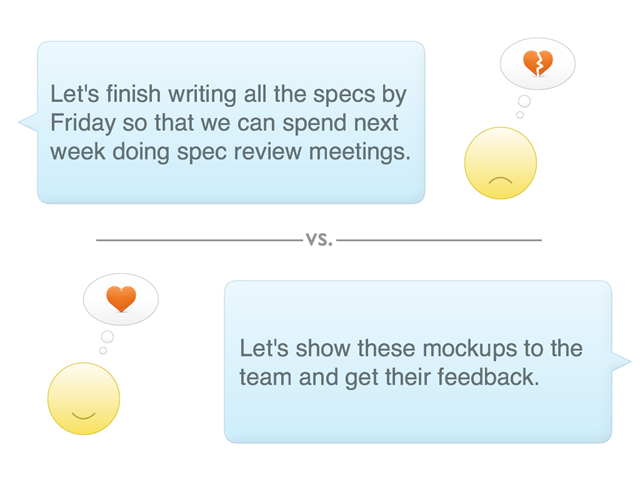 Let's finish writing all the specs by
Friday so that we can spend next
week doing spec review meetings.
vs.
Let's show these mockups to the
team and get their feedback.